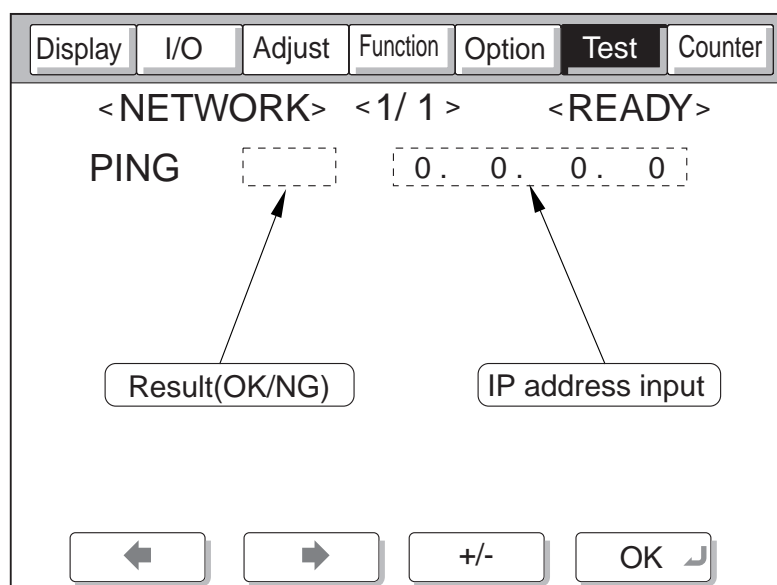 Display I/O Adjust Function Option Test Counter
<NETWORK> <1/ 1 > <READY>
PING 0. 0. 0. 0
Result(OK/NG) IP address input
+/- OK